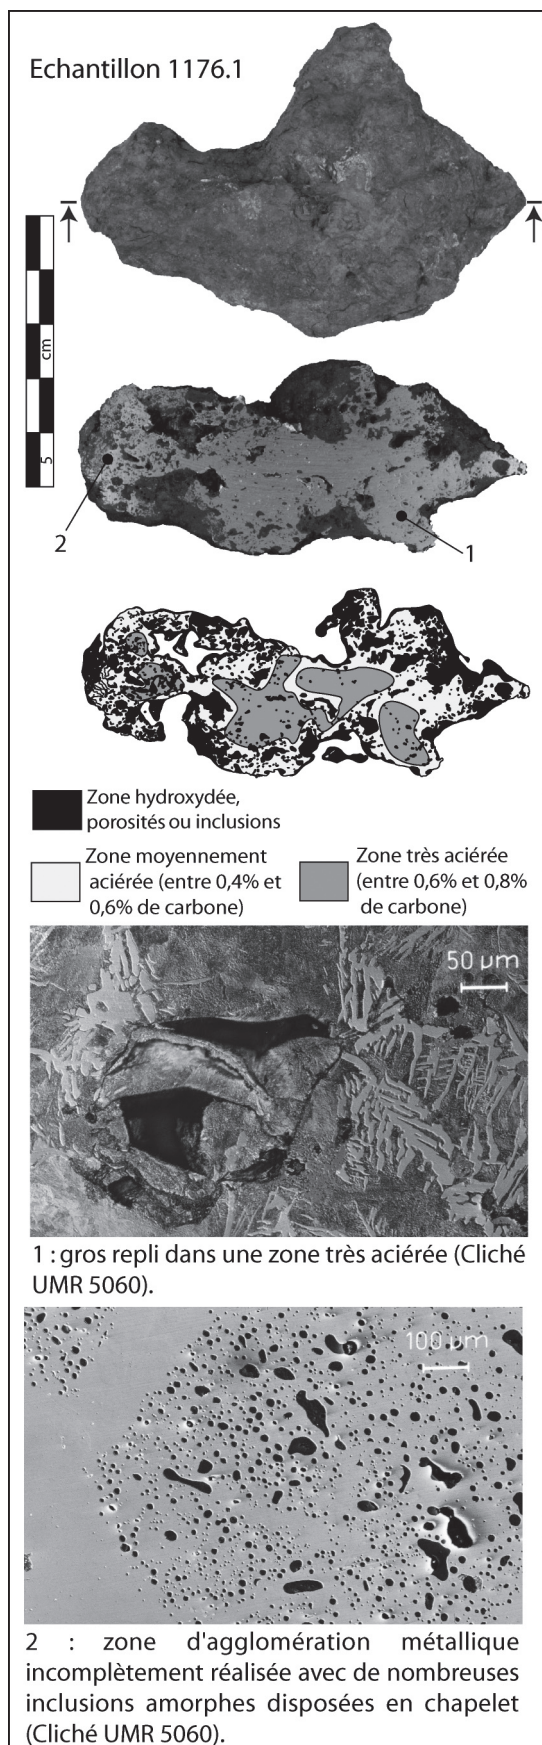 Echantillon 1176.1
cm
5
2
1
Zone hydroxydée,
porosités ou inclusions
Zone moyennement
aciérée (entre 0,4% et
0,6% de carbone)
Zone très aciérée
(entre 0,6% et 0,8%
de carbone)
50 µm
1 : gros repli dans une zone très aciérée (Cliché
UMR 5060).
100 µm
2 : zone d'agglomération métallique
incomplètement réalisée avec de nombreuses
inclusions amorphes disposées en chapelet
(Cliché UMR 5060).